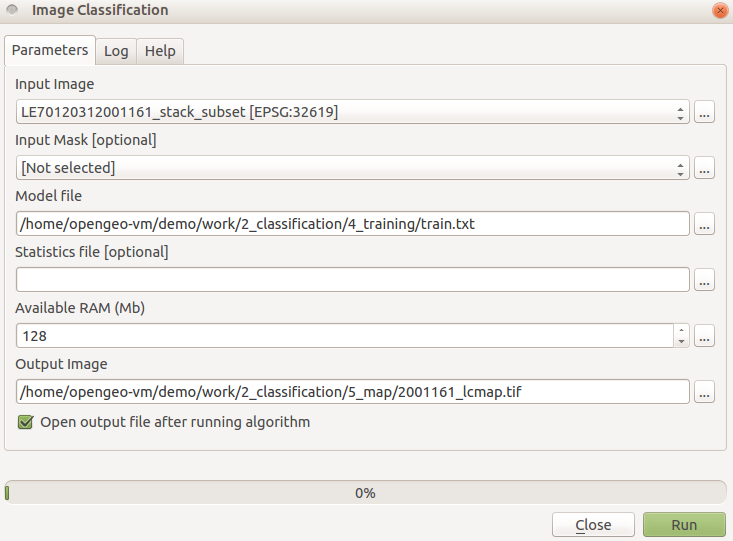 Image Classification
Parameters Log Help
Input Image
LE70120312001161_stack_subset [EPSG:32619]
...
Input Mask [optional]
[Not selected]
...
Model file
/home/opengeo-vm/demo/work/2_classification/4_training/train.txt
...
Statistics file [optional]
...
Available RAM (Mb)
128
...
Output Image
/home/opengeo-vm/demo/work/2_classification/5_map/2001161_lcmap.tif
...
Open output file after running algorithm
0%
Close Run